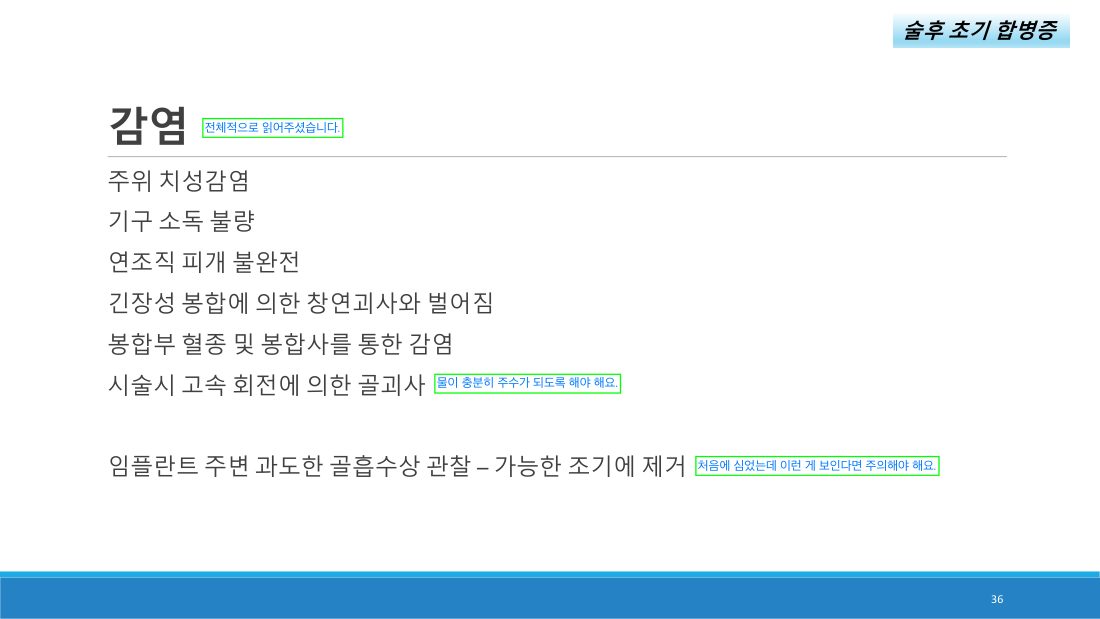 술후 초기 합병증
감염 전체적으로 읽어주셨습니다.
주위 치성감염
기구 소독 불량
연조직 피개 불완전
긴장성 봉합에 의한 창연괴사와 벌어짐
봉합부 혈종 및 봉합사를 통한 감염
시술시 고속 회전에 의한 골괴사 물이 충분히 주수가 되도록 해야 해요.
임플란트 주변 과도한 골흡수상 관찰 – 가능한 조기에 제거 처음에 심었는데 이런 게 보인다면 주의해야 해요.
36